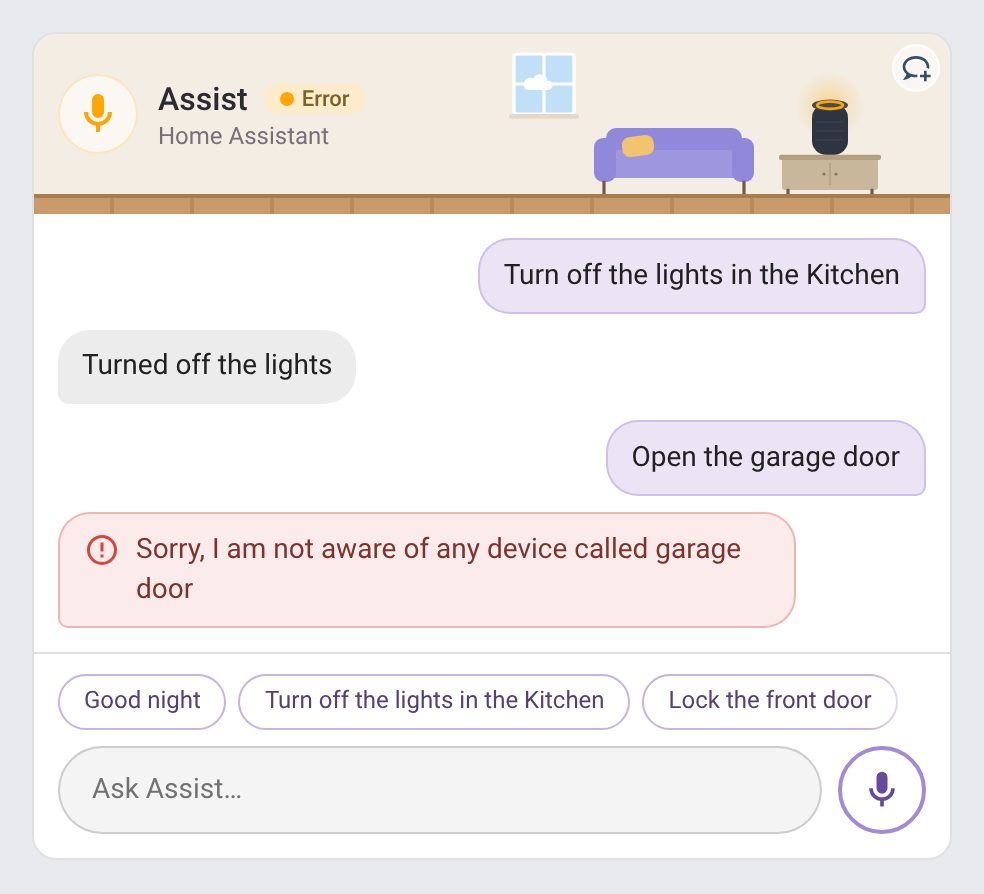 Assist
Error
Home Assistant
Turn off the lights in the Kitchen
Turned off the lights
Open the garage door
Sorry, I am not aware of any device called garage
door
Good night
Turn off the lights in the Kitchen
Lock the front door
Ask Assist…